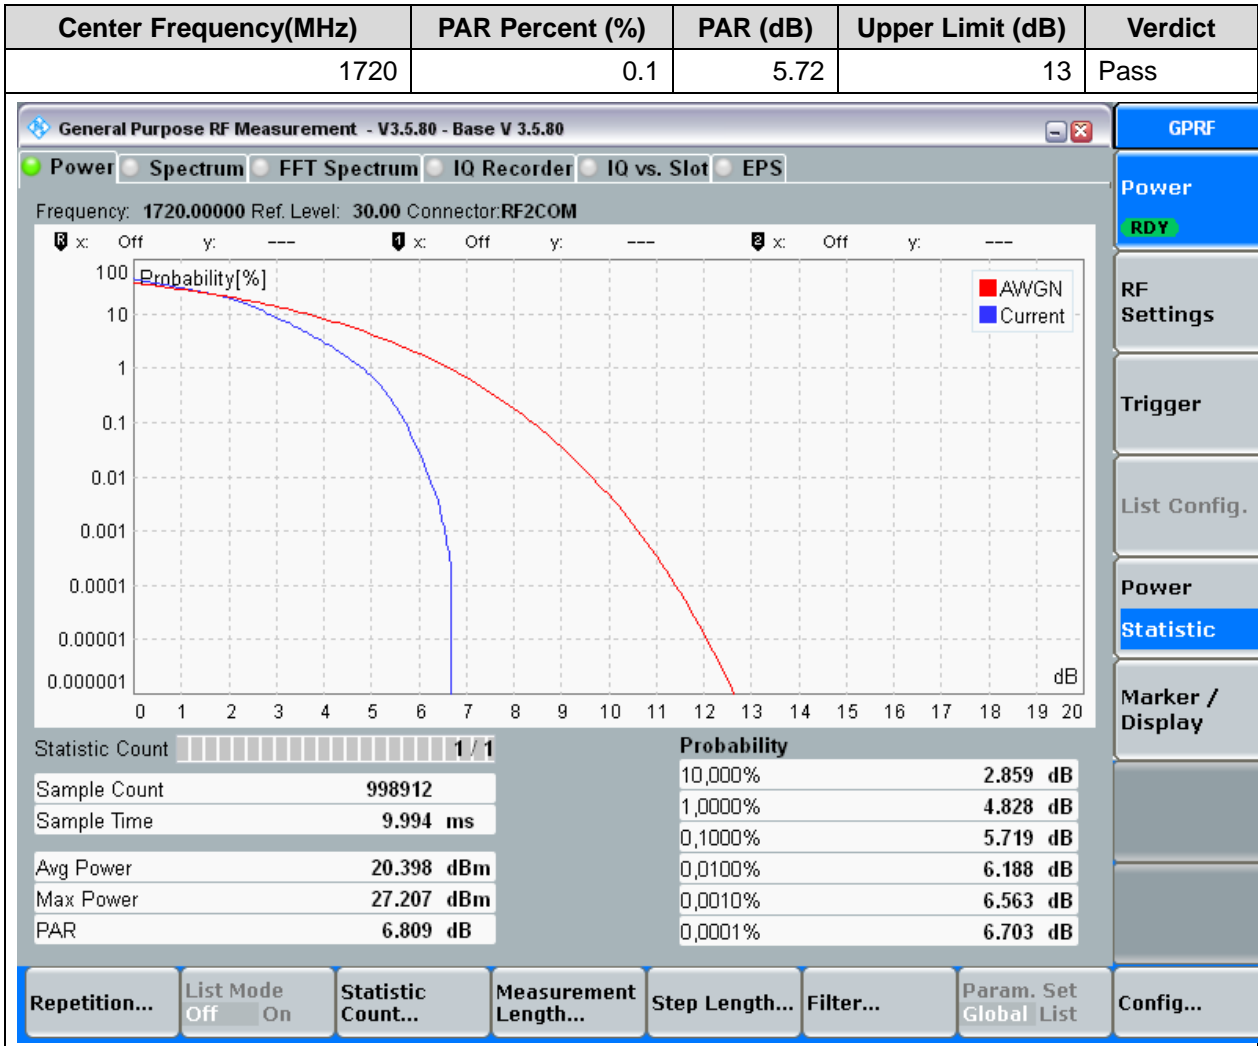 Center Frequency(MHz) PAR Percent (%) PAR (dB) Upper Limit (dB) Verdict
1720 0.1 5.72 13 Pass
General Purpose RF Measurement - V3.5.80 - Base V 3.5.80
GPRF
Power Spectrum FFT Spectrum IQ Recorder IQ vs. Slot EPS
Power
RDY
Frequency: 1720.00000 Ref. Level: 30.00 Connector:RF2COM
R x: Off y: --- 1 x: Off y: --- 2 x: Off y: ---
100 Probability[%]
AWGN
Current
10
1
0.1
0.01
0.001
0.0001
0.00001
0.000001
dB
0 1 2 3 4 5 6 7 8 9 10 11 12 13 14 15 16 17 18 19 20
RF
Settings
Trigger
List Config.
Power
Statistic
Marker /
Display
Statistic Count 1 / 1
Sample Count 998912
Sample Time 9.994 ms
Avg Power 20.398 dBm
Max Power 27.207 dBm
PAR 6.809 dB
Probability
10,000% 2.859 dB
1,0000% 4.828 dB
0,1000% 5.719 dB
0,0100% 6.188 dB
0,0010% 6.563 dB
0,0001% 6.703 dB
Repetition...
List Mode
Off On
Statistic
Count...
Measurement
Length...
Step Length...
Filter...
Param. Set
Global List
Config...